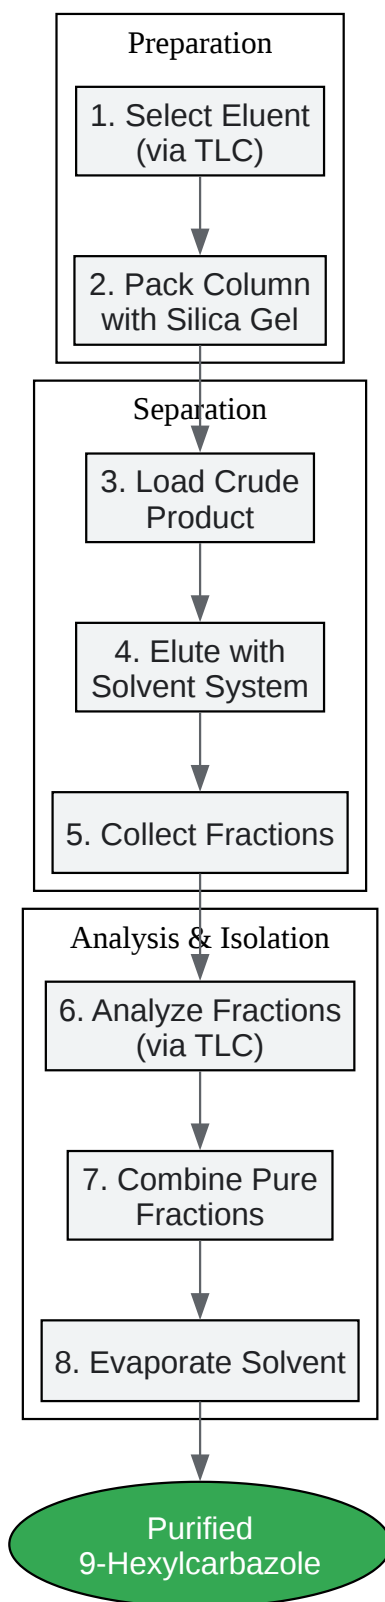 Preparation
1. Select Eluent
(via TLC)
2. Pack Column
with Silica Gel
Separation
3. Load Crude
Product
4. Elute with
Solvent System
5. Collect Fractions
Analysis & Isolation
6. Analyze Fractions
(via TLC)
7. Combine Pure
Fractions
8. Evaporate Solvent
Purified
9-Hexylcarbazole